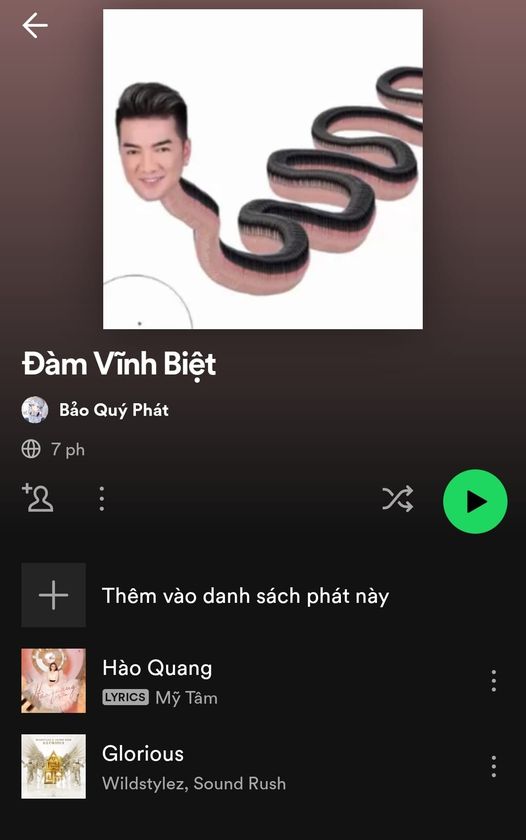 Đàm Vĩnh Biệt
Bảo Quý Phát
7 ph
Thêm vào danh sách phát này
Hào Quang
LYRICS Mỹ Tâm
Glorious
Wildstylez, Sound Rush